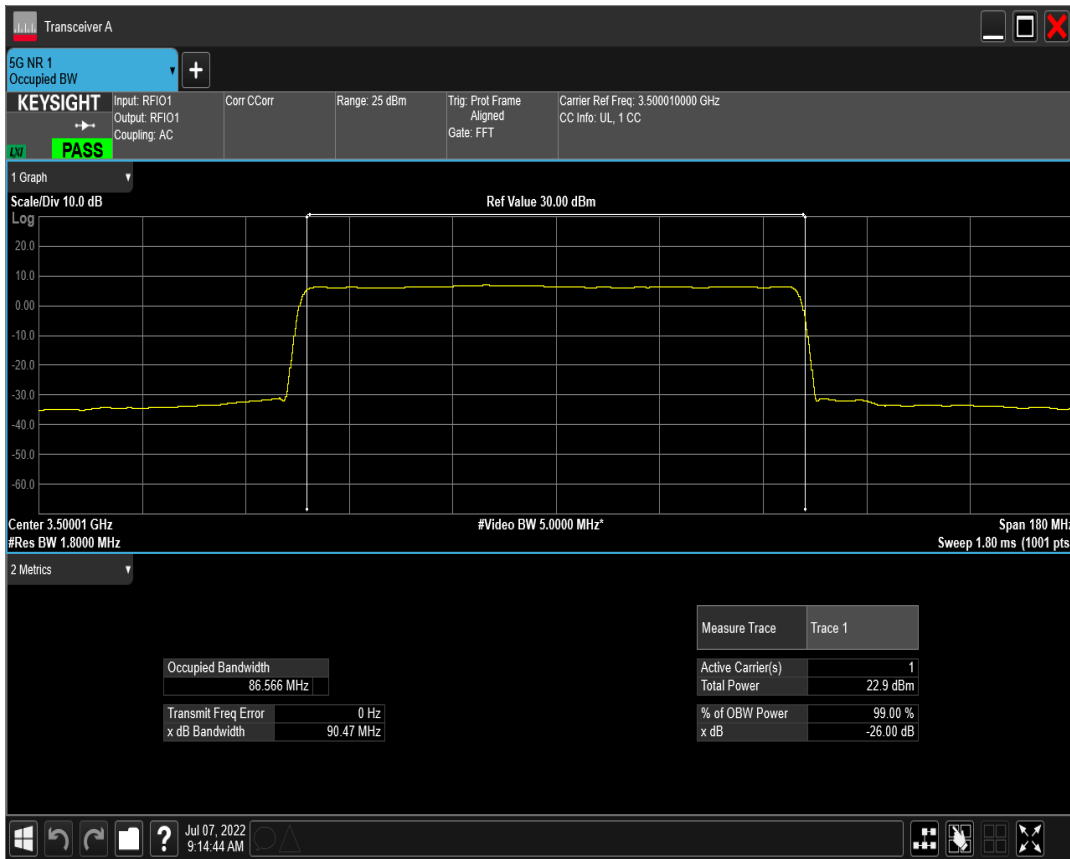 Transceiver A
5G NR 1
Occupied BW
KEYSIGHT
LXI
PASS
Input: RFIO1
Output: RFIO1
Coupling: AC
Corr CCorr
Range: 25 dBm
Trig: Prot Frame
Aligned
Gate: FFT
Carrier Ref Freq: 3.500010000 GHz
CC Info: UL, 1 CC
1 Graph
Scale/Div 10.0 dB
Ref Value 30.00 dBm
Log
20.0
10.0
0.00
-10.0
-20.0
-30.0
-40.0
-50.0
-60.0
Center 3.50001 GHz
#Video BW 5.0000 MHz*
Span 180 MHz
#Res BW 1.8000 MHz
Sweep 1.80 ms (1001 pts
2 Metrics
Measure Trace Trace 1
Occupied Bandwidth
86.566 MHz
Active Carrier(s) 1
Total Power 22.9 dBm
Transmit Freq Error 0 Hz
x dB Bandwidth 90.47 MHz
% of OBW Power 99.00 %
x dB -26.00 dB
?
Jul 07, 2022
9:14:44 AM